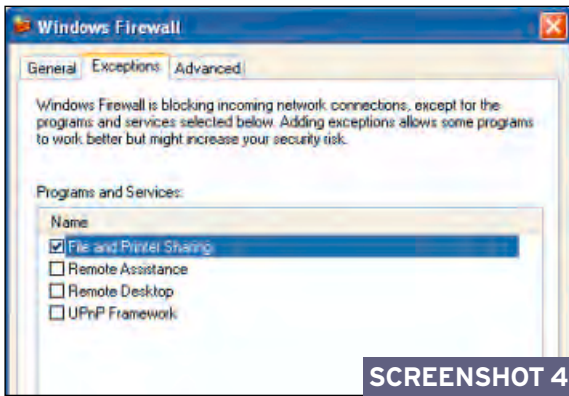 Windows Firewall
General Exceptions Advanced
Windows Firewall is blocking incoming network connections, except for the
programs and services selected below. Adding exceptions allows some programs
to work better but might increase your security risk.
Programs and Services:
Name
File and Printer Sharing
Remote Assistance
Remote Desktop
UPnP Framework
SCREENSHOT 4